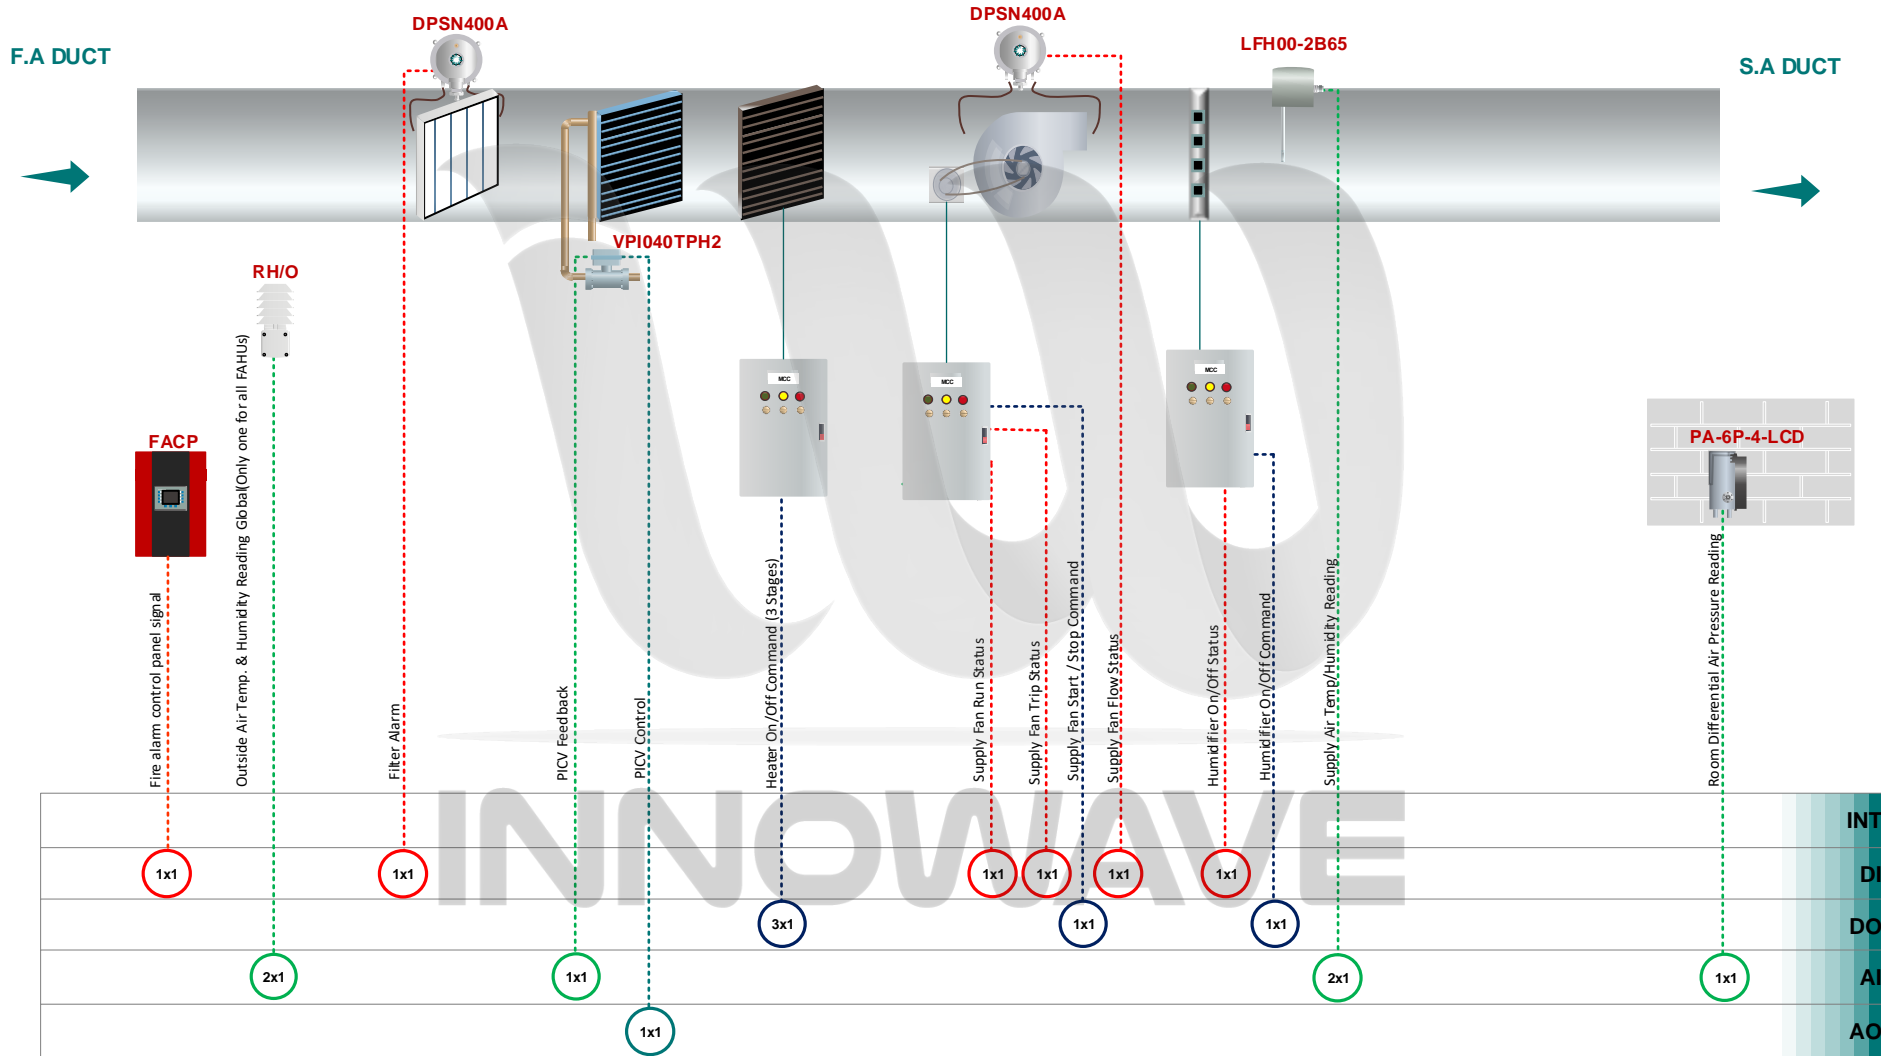 DPSN400A
DPSN400A
LFH00-2B65
F.A DUCT
S.A DUCT
VPI040TPH2
RH/O
MCC
MCC
MCC
FACP
PA-6P-4-LCD
Fire alarm control panel signal
Outside Air Temp. & Humidity Reading Global(Only one for all FAHUs)
Filter Alarm
PICV Feedback
PICV Control
Heater On/Off Command (3 Stages)
Supply Fan Run Status
Supply Fan Trip Status
Supply Fan Start / Stop Command
Supply Fan Flow Status
Humidifier On/Off Status
Humidifier On/Off Command
Supply Air Temp/Humidity Reading
Room Differential Air Pressure Reading
INNOWAVE
INT
1x1
1x1
1x1
1x1
1x1
1x1
DI
3x1
1x1
1x1
DO
2x1
1x1
2x1
1x1
AI
1x1
AO